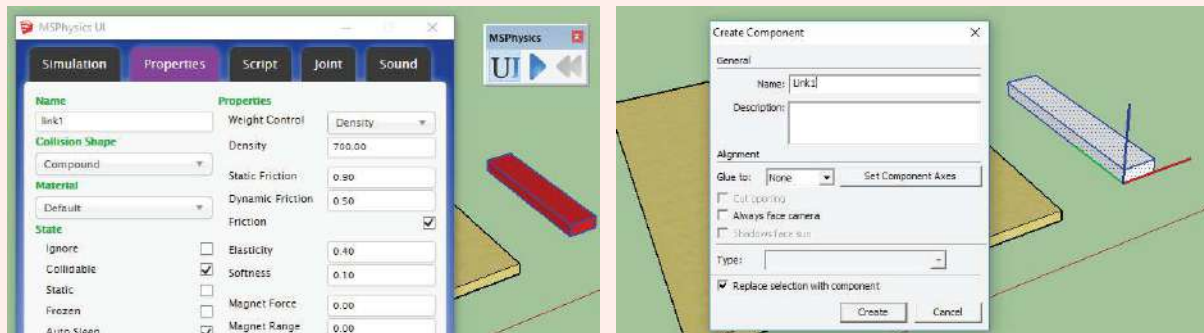 MSPhysics UI
Simulation
Properties
Script
Joint
Sound
Name
link1
Collision Shape
Compound
Material
Default
State
Ignore
Collidable
Static
Frozen
Auto Sleep
Properties
Weight Control
Density
Density
700.00
Static Friction
0.90
Dynamic Friction
0.50
Friction
Elasticity
0.40
Softness
0.10
Magnet Force
0.00
Magnet Range
0.00
MSPhysics
UI
Create Component
General
Name: Link1
Description:
Alignment
Glue to: None
Set Component Axes
Cut opening
Always face camera
Shadows face sun
Type:
Replace selection with component
Create
Cancel